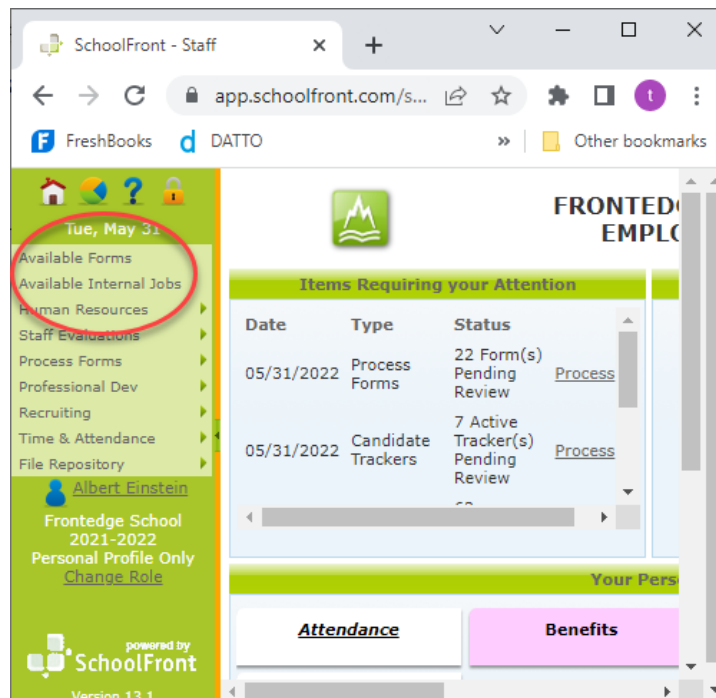 SchoolFront - Staff
app.schoolfront.com/s...
t
FreshBooks
DATTO
»
Other bookmarks
Tue, May 31
Available Forms
Available Internal Jobs
Human Resources
Staff Evaluations
Process Forms
Professional Dev
Recruiting
Time & Attendance
File Repository
Albert Einstein
Frontedge School
2021-2022
Personal Profile Only
Change Role
powered by
SchoolFront
Version 13.1
FRONTED
EMPL
Items Requiring your Attention
Date Type Status
05/31/2022 Process Forms 22 Form(s) Pending Review Process
05/31/2022 Candidate Trackers 7 Active Tracker(s) Pending Review Process
Your Pers
Attendance
Benefits